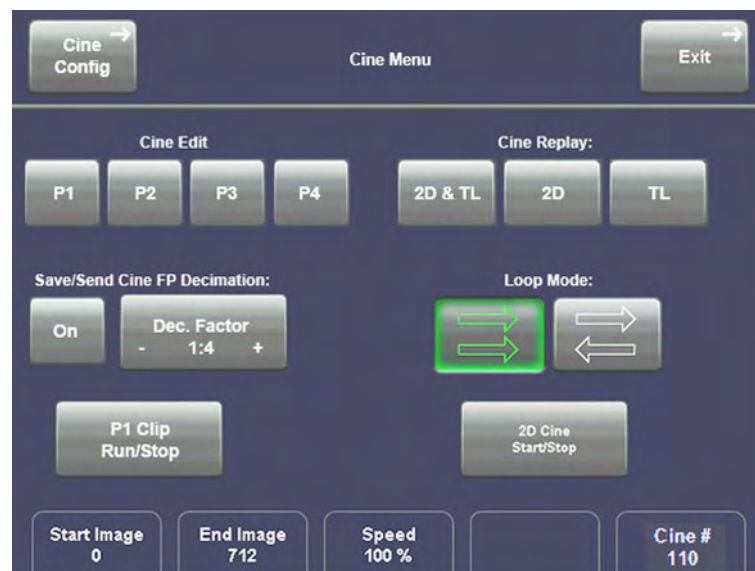 Cine
Config
Cine Menu
Exit
Cine Edit
Cine Replay:
P1 P2 P3 P4
2D & TL 2D TL
Save/Send Cine FP Decimation:
Loop Mode:
On
Dec. Factor
- 1:4 +
P1 Clip
Run/Stop
2D Cine
Start/Stop
Start Image
0
End Image
712
Speed
100 %
Cine #
110